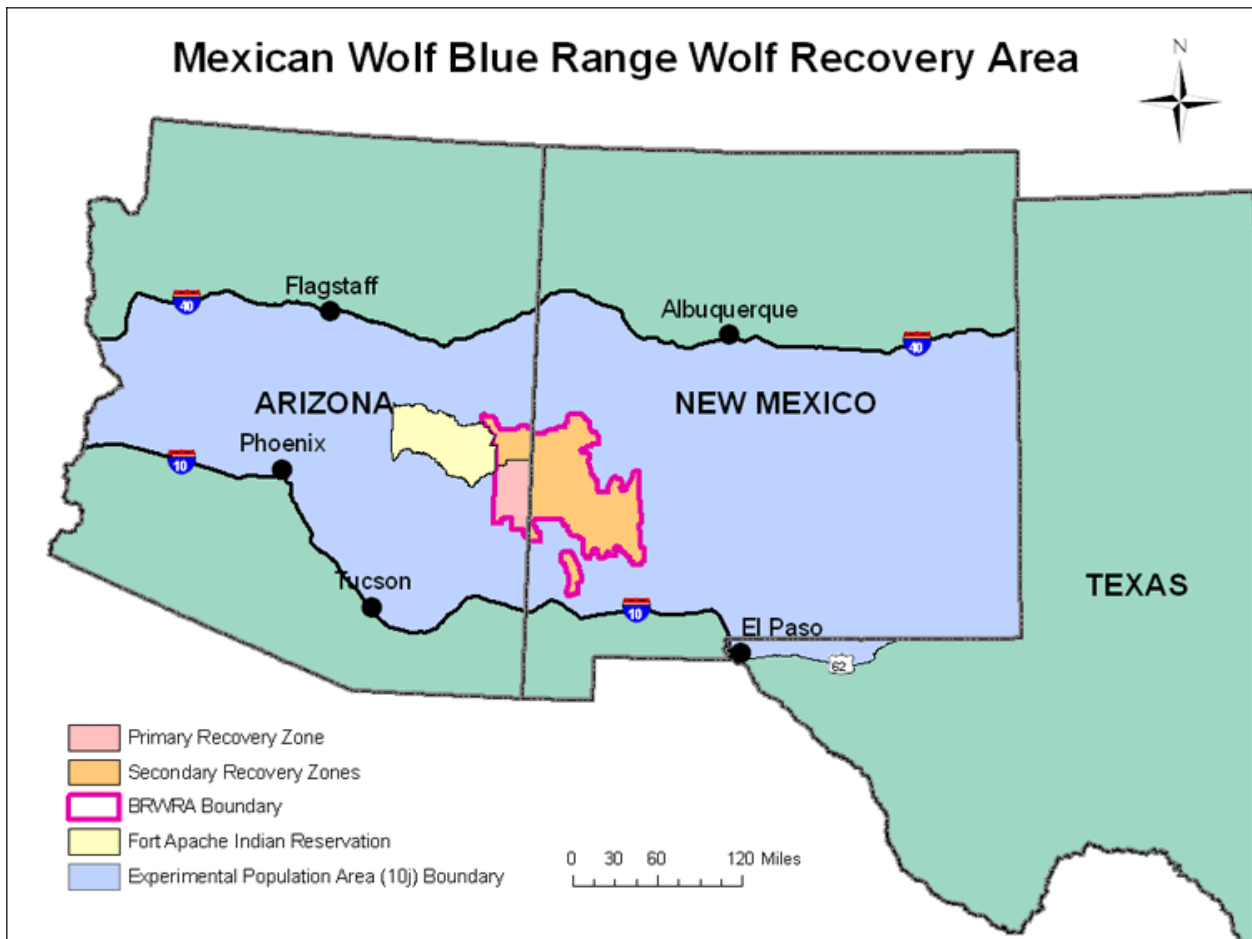 Mexican Wolf Blue Range Wolf Recovery Area
N
Flagstaff
40
Albuquerque
40
ARIZONA
NEW MEXICO
Phoenix
10
Tucson
TEXAS
10
El Paso
62
Primary Recovery Zone
Secondary Recovery Zones
BRWRA Boundary
Fort Apache Indian Reservation
Experimental Population Area (10j) Boundary
0 30 60 120 Miles